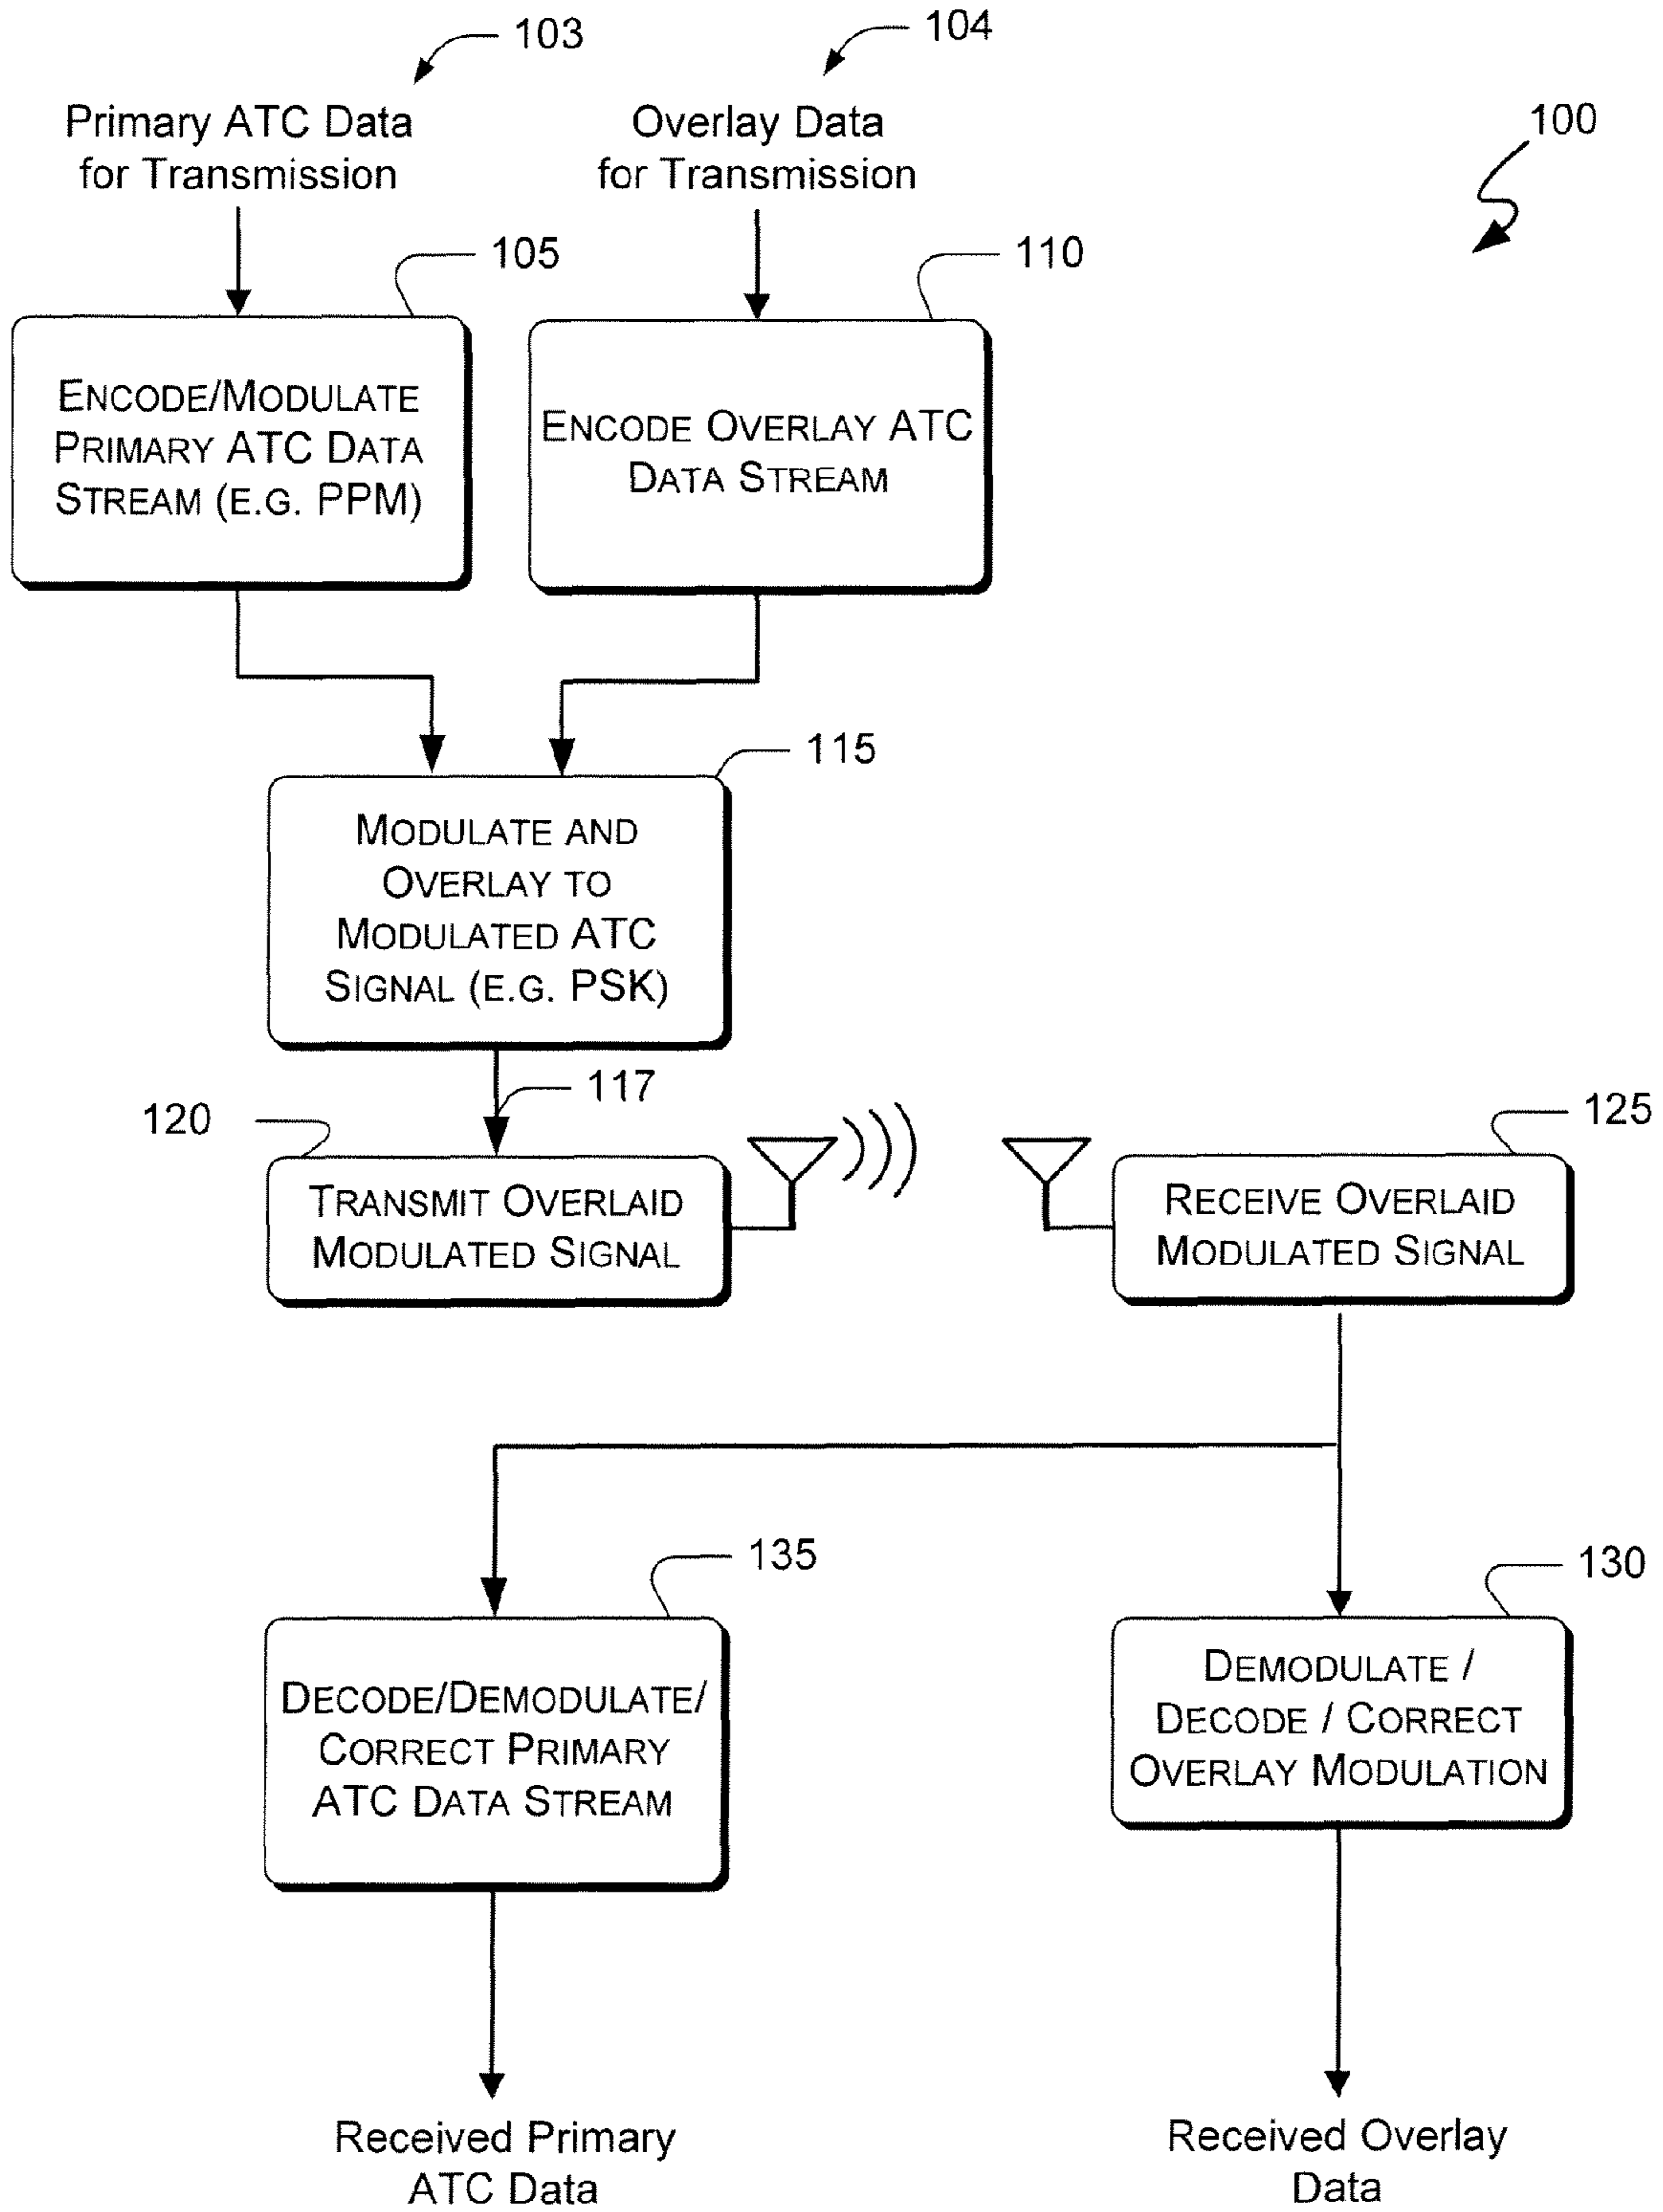 103
104
Primary ATC Data
for Transmission
Overlay Data
for Transmission
100
105
110
ENCODE/MODULATE
PRIMARY ATC DATA
STREAM (E.G. PPM)
ENCODE OVERLAY ATC
DATA STREAM
115
MODULATE AND
OVERLAY TO
MODULATED ATC
SIGNAL (E.G. PSK)
117
120
125
TRANSMIT OVERLAID
MODULATED SIGNAL
RECEIVE OVERLAID
MODULATED SIGNAL
135
130
DECODE/DEMODULATE/
CORRECT PRIMARY
ATC DATA STREAM
DEMODULATE /
DECODE / CORRECT
OVERLAY MODULATION
Received Primary
ATC Data
Received Overlay
Data